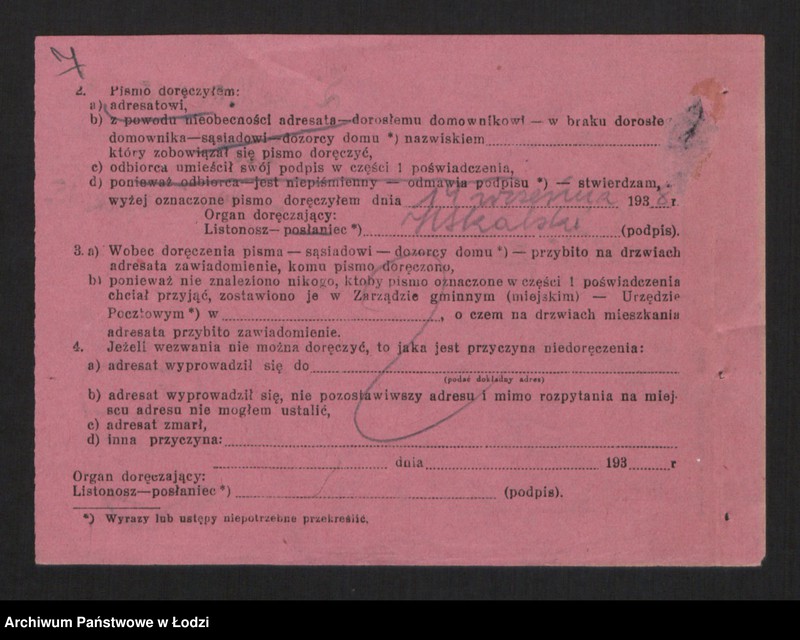 7
2. Pismo doręczyłem:
a) adresatowi,
b) z powodu nieobecności adresata—dorosłemu domownikowi — w braku dorosłe
domownika—sąsiadowi—dozorcy domu *) nazwiskiem
który zobowiązał się pismo doręczyć,
c) odbiorca umieścił swój podpis w części 1 poświadczenia,
d) ponieważ odbiorca—jest niepiśmienny — odmawia podpisu *) — stwierdzam,
wyżej oznaczone pismo doręczyłem dnia 19 września 1938 r.
Organ doręczający:
Listonosz—posłaniec *) (podpis).
3. a) Wobec doręczenia pisma — sąsiadowi — dozorcy domu *) — przybito na drzwiach
adresata zawiadomienie, komu pismo doręczono,
b) ponieważ nie znaleziono nikogo, ktoby pismo oznaczone w części 1 poświadczenia
chciał przyjąć, zostawiono je w Zarządzie gminnym (miejskim) — Urzędzie
Pocztowym *) w , o czem na drzwiach mieszkania
adresata przybito zawiadomienie.
4. Jeżeli wezwania nie można doręczyć, to jaka jest przyczyna niedoręczenia:
a) adresat wyprowadził się do
(podać dokładny adres)
b) adresat wyprowadził się, nie pozostawiwszy adresu i mimo rozpytania na miej-
scu adresu nie mogłem ustalić,
c) adresat zmarł,
d) inna przyczyna:
dnia 193 r
Organ doręczający:
Listonosz—posłaniec *) (podpis).
*) Wyrazy lub ustępy niepotrzebne przekreślić.
Archiwum Państwowe w Łodzi